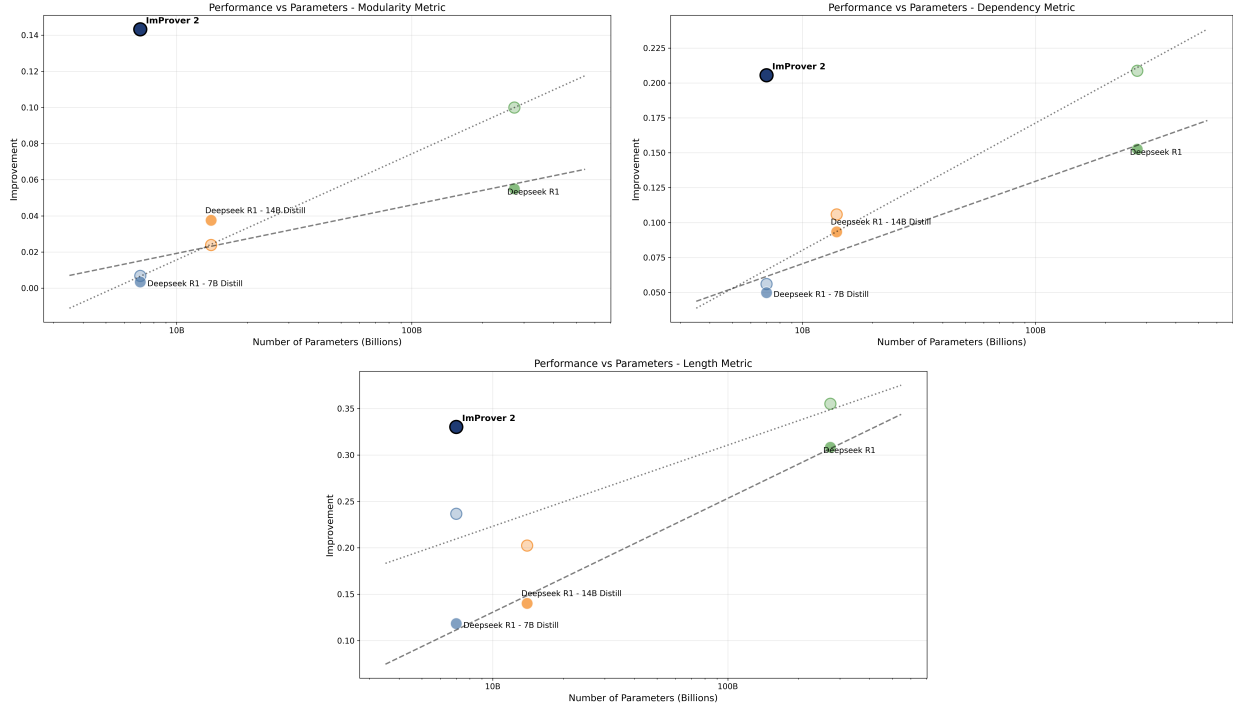 Performance vs Parameters - Modularity Metric
ImProver 2
0.14
0.12
0.10
0.08
0.06
0.04
0.02
0.00
Improvement
Deepseek R1
Deepseek R1 - 14B Distill
Deepseek R1 - 7B Distill
10B
100B
Number of Parameters (Billions)
Performance vs Parameters - Dependency Metric
ImProver 2
0.225
0.200
0.175
0.150
0.125
0.100
0.075
0.050
Improvement
Deepseek R1
Deepseek R1 - 14B Distill
Deepseek R1 - 7B Distill
10B
100B
Number of Parameters (Billions)
Performance vs Parameters - Length Metric
ImProver 2
0.35
0.30
0.25
0.20
0.15
0.10
Improvement
Deepseek R1
Deepseek R1 - 14B Distill
Deepseek R1 - 7B Distill
10B
100B
Number of Parameters (Billions)